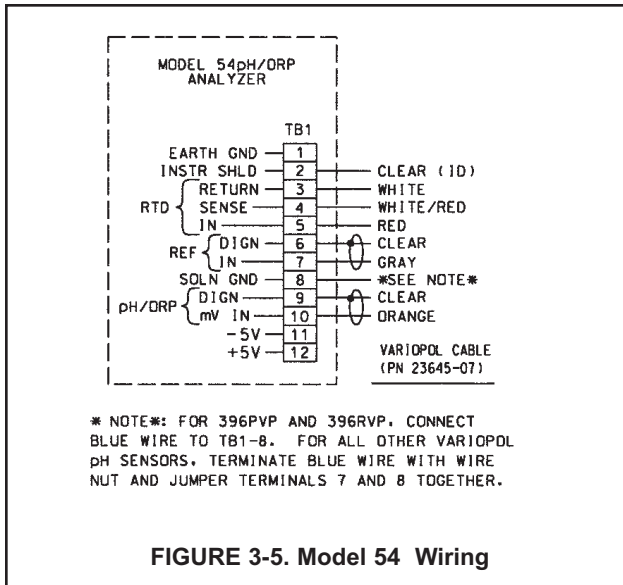 MODEL 54pH/ORP
ANALYZER
TB1
EARTH GND 1
INSTR SHLD 2 CLEAR (ID)
RTD RETURN 3 WHITE
SENSE 4 WHITE/RED
IN 5 RED
REF DIGN 6 CLEAR
IN 7 GRAY
SOLN GND 8 *SEE NOTE*
pH/ORP DIGN 9 CLEAR
mV IN 10 ORANGE
-5V 11
+5V 12
VARIOPOL CABLE
(PN 23645-07)
* NOTE*: FOR 396PVP AND 396RVP, CONNECT
BLUE WIRE TO TB1-8. FOR ALL OTHER VARIOPOL
pH SENSORS, TERMINATE BLUE WIRE WITH WIRE
NUT AND JUMPER TERMINALS 7 AND 8 TOGETHER.
FIGURE 3-5. Model 54 Wiring